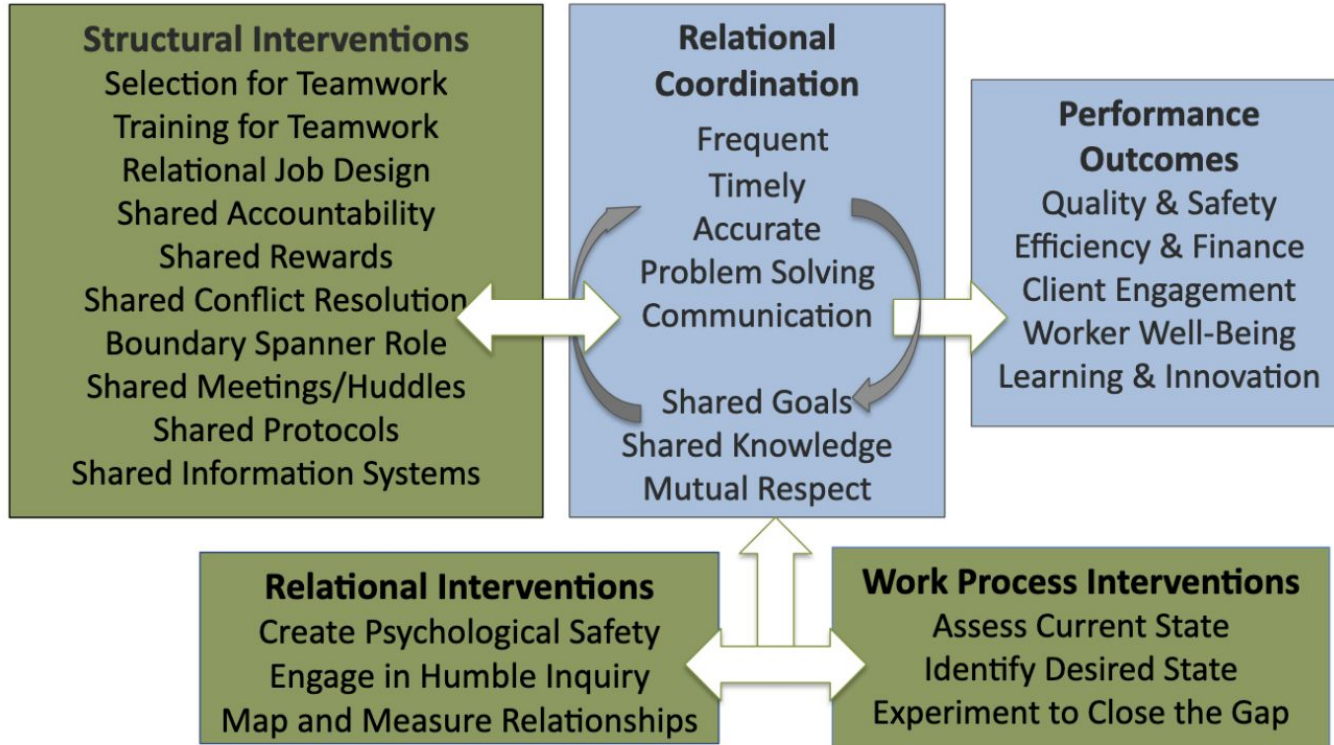 Structural Interventions
Selection for Teamwork
Training for Teamwork
Relational Job Design
Shared Accountability
Shared Rewards
Shared Conflict Resolution
Boundary Spanner Role
Shared Meetings/Huddles
Shared Protocols
Shared Information Systems
Relational
Coordination
Frequent
Timely
Accurate
Problem Solving
Communication
Shared Goals
Shared Knowledge
Mutual Respect
Performance
Outcomes
Quality & Safety
Efficiency & Finance
Client Engagement
Worker Well-Being
Learning & Innovation
Relational Interventions
Create Psychological Safety
Engage in Humble Inquiry
Map and Measure Relationships
Work Process Interventions
Assess Current State
Identify Desired State
Experiment to Close the Gap